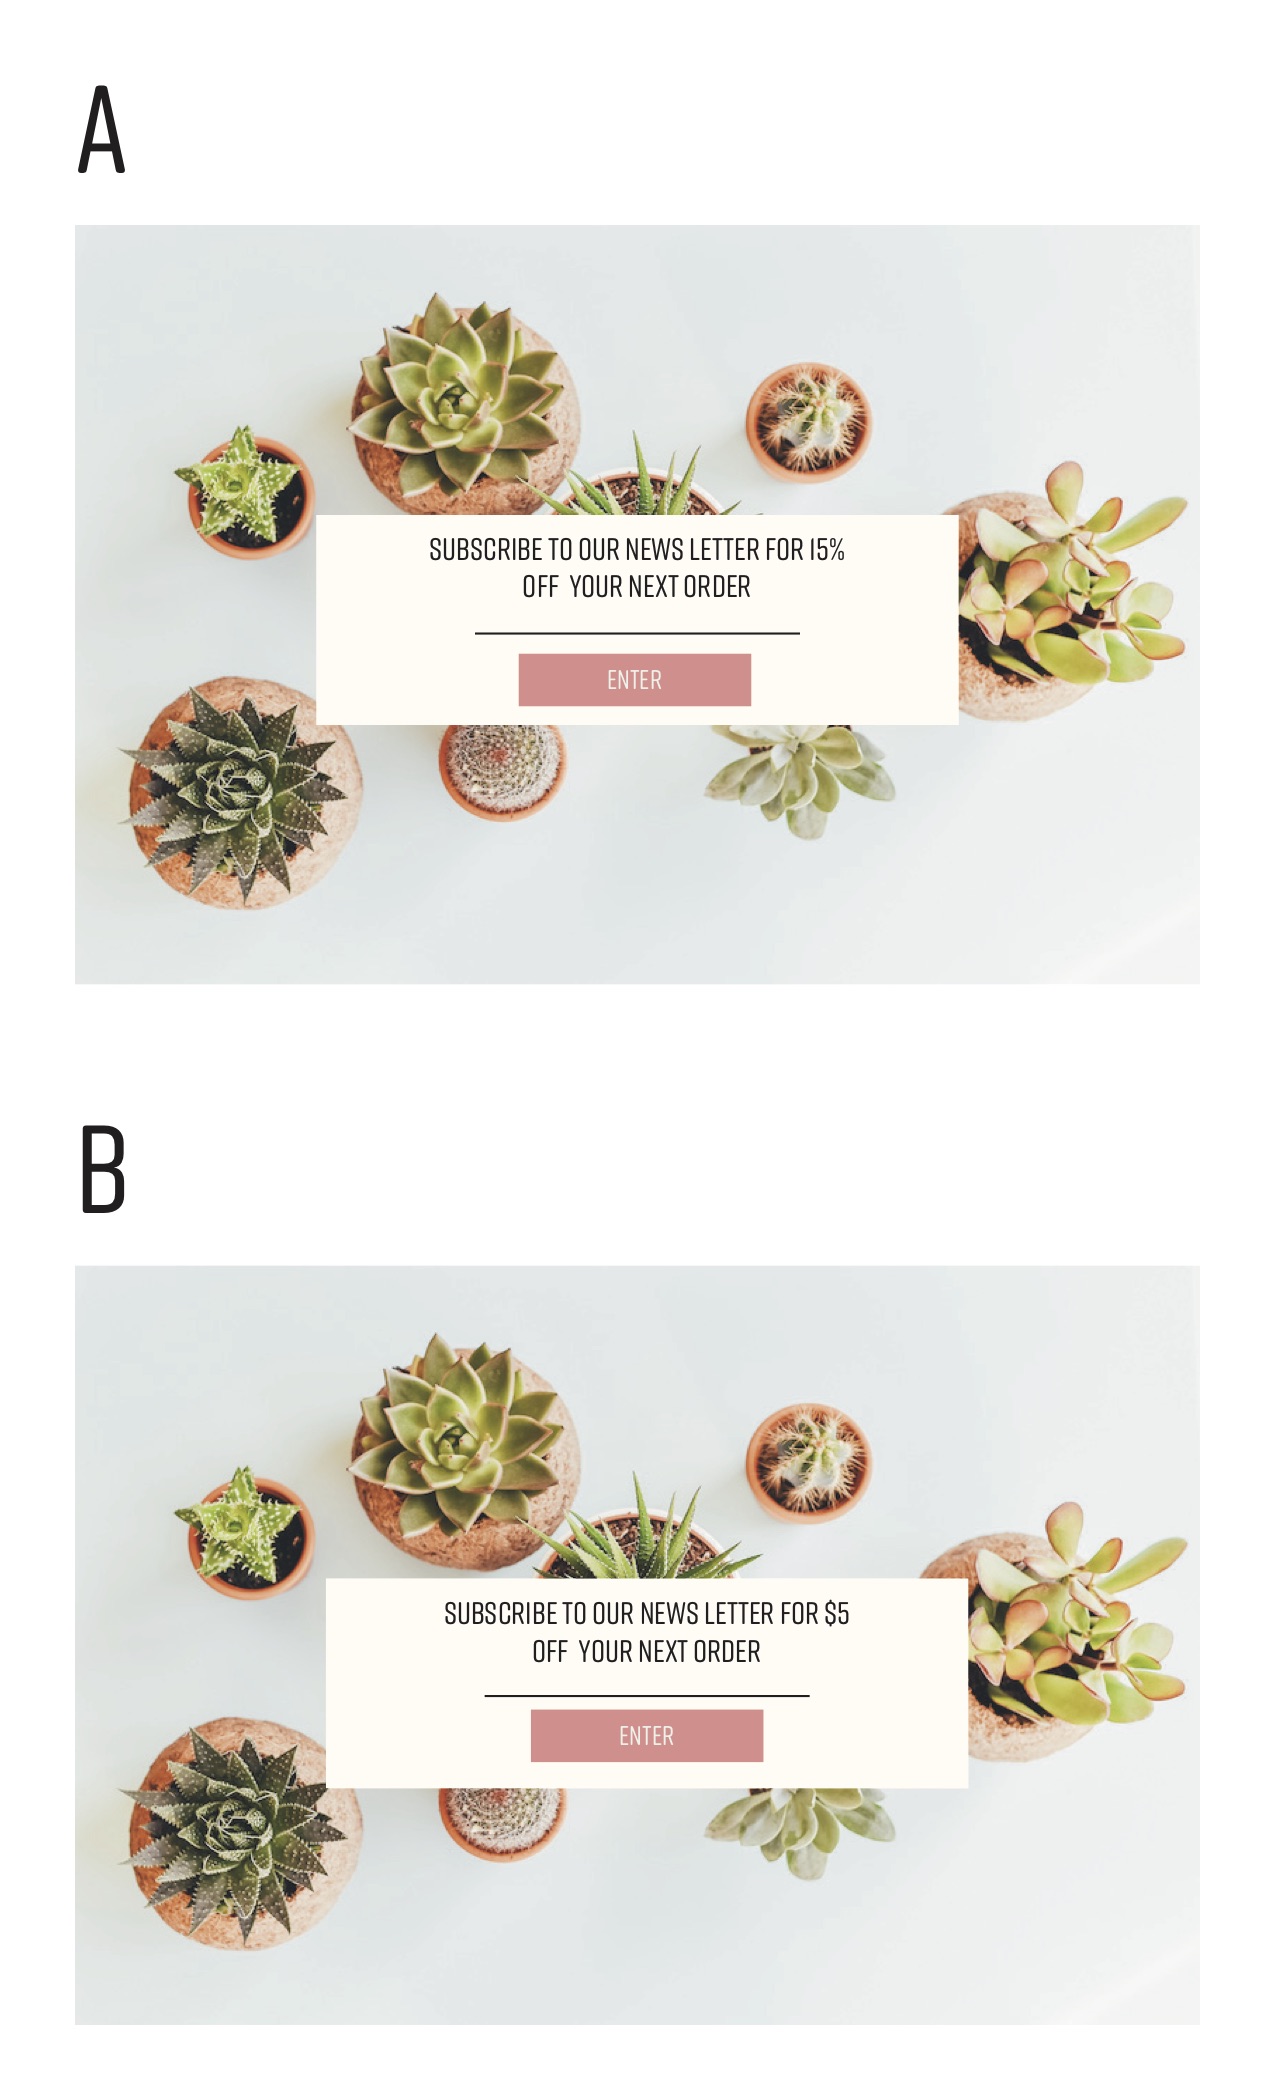 A
SUBSCRIBE TO OUR NEWS LETTER FOR 15%
OFF  YOUR NEXT ORDER
ENTER
B
SUBSCRIBE TO OUR NEWS LETTER FOR $5
OFF  YOUR NEXT ORDER
ENTER